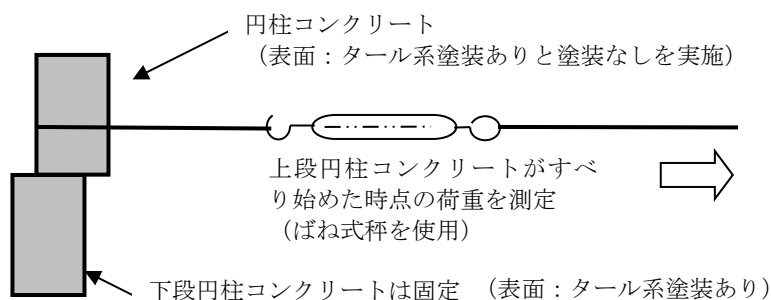 円柱コンクリート
（表面：タール系塗装ありと塗装なしを実施）
上段円柱コンクリートがすべ
り始めた時点の荷重を測定
（ばね式秤を使用）
下段円柱コンクリートは固定　（表面：タール系塗装あり）